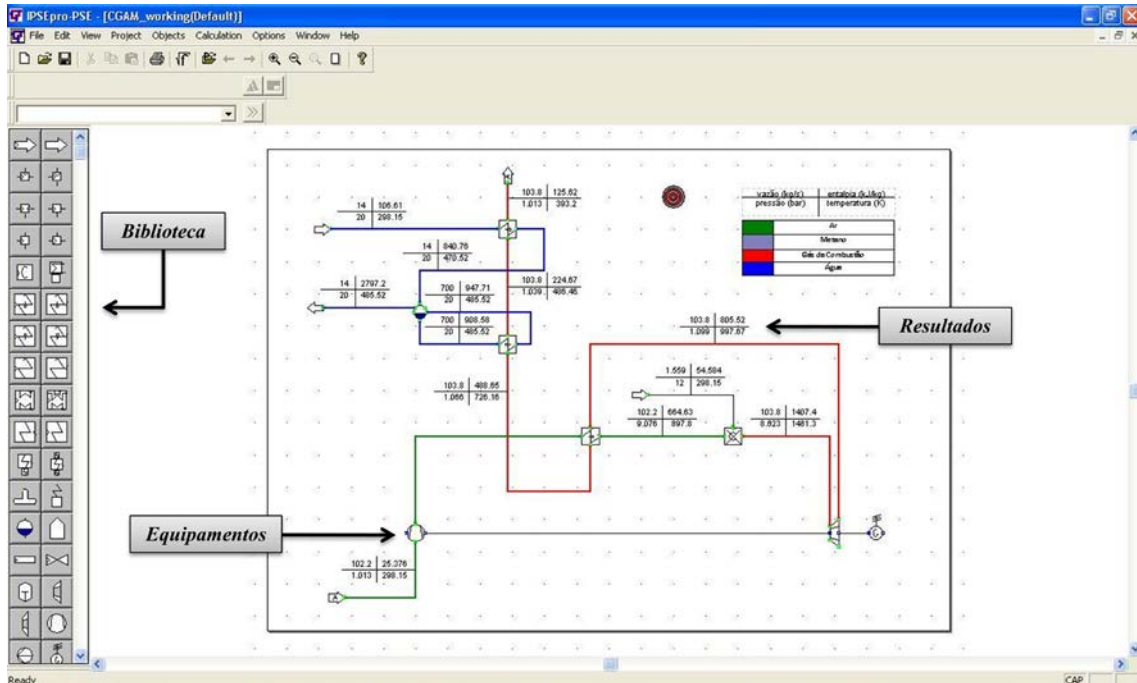 IPSEpro-PSE - [CGAM_working(Default)]
File Edit View Project Objects Calculation Options Window Help
103.8 125.62
1.013 393.2
vazão (kg/s) entalpia (kJ/kg)
pressão (bar) temperatura (K)
14 106.61
20 298.15
Ar
Metano
Gás de Combustão
Água
Biblioteca
14 840.76
20 470.52
14 2797.2
20 485.52
700 947.71
20 485.52
103.8 224.67
1.039 486.46
700 908.58
20 485.52
103.8 805.52
1.099 997.67
Resultados
103.8 488.65
1.066 726.16
1.559 54.584
12 298.15
102.2 664.63
9.076 897.8
103.8 1407.4
8.623 1481.3
Equipamentos
G
102.2 25.376
1.013 298.15
A
Ready
CAP